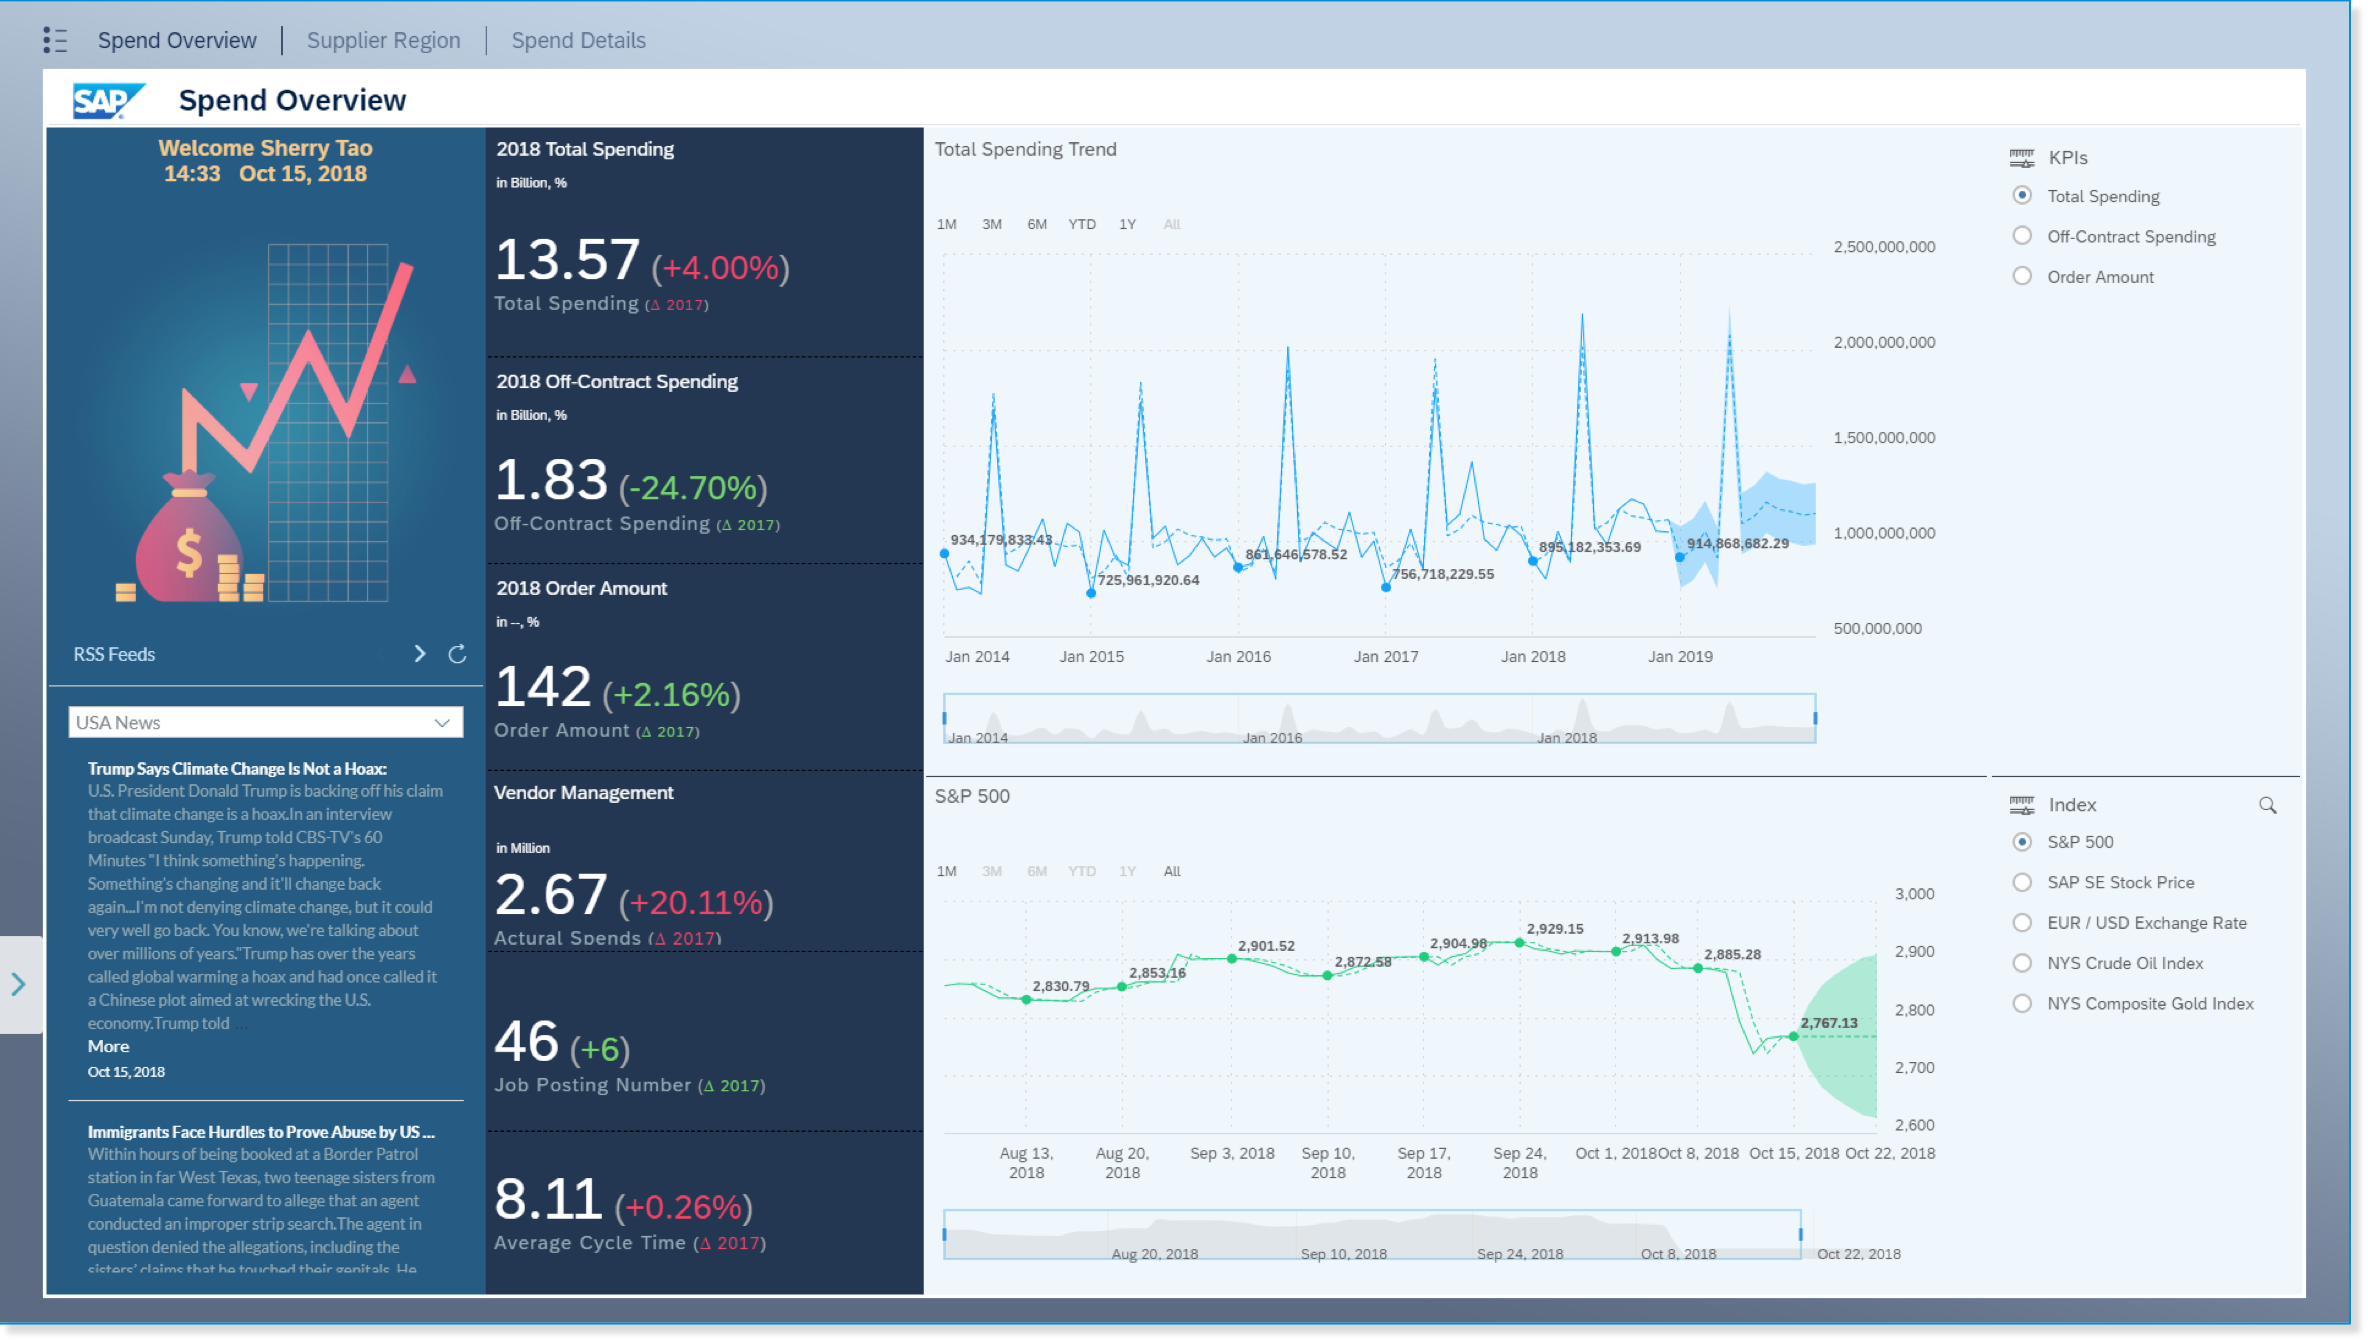 Spend Overview
Supplier Region
Spend Details
SAP
Spend Overview
Welcome Sherry Tao
14:33 Oct 15, 2018
RSS Feeds
USA News
Trump Says Climate Change Is Not a Hoax:
U.S. President Donald Trump is backing off his claim
that climate change is a hoax.In an interview
broadcast Sunday, Trump told CBS-TV's 60
Minutes "I think something's happening.
Something's changing and it'll change back
again...I'm not denying climate change, but it could
very well go back. You know, we're talking about
over millions of years."Trump has over the years
called global warming a hoax and had once called it
a Chinese plot aimed at wrecking the U.S.
economy.Trump told ...
More
Oct 15, 2018
Immigrants Face Hurdles to Prove Abuse by US ...
Within hours of being booked at a Border Patrol
station in far West Texas, two teenage sisters from
Guatemala came forward to allege that an agent
conducted an improper strip search.The agent in
question denied the allegations, including the
sisters' claims that he touched their genitals. He
2018 Total Spending
in Billion, %
13.57 (+4.00%)
Total Spending (Δ 2017)
2018 Off-Contract Spending
in Billion, %
1.83 (-24.70%)
Off-Contract Spending (Δ 2017)
2018 Order Amount
in --, %
142 (+2.16%)
Order Amount (Δ 2017)
Vendor Management
in Million
2.67 (+20.11%)
Actural Spends (Δ 2017)
46 (+6)
Job Posting Number (Δ 2017)
8.11 (+0.26%)
Average Cycle Time (Δ 2017)
Total Spending Trend
1M 3M 6M YTD 1Y All
2,500,000,000
2,000,000,000
1,500,000,000
1,000,000,000
500,000,000
934,179,833.43
725,961,920.64
861,646,578.52
756,718,229.55
895,182,353.69
914,868,682.29
Jan 2014 Jan 2015 Jan 2016 Jan 2017 Jan 2018 Jan 2019
Jan 2014 Jan 2016 Jan 2018
KPIs
Total Spending
Off-Contract Spending
Order Amount
S&P 500
1M 3M 6M YTD 1Y All
3,000
2,900
2,800
2,700
2,600
2,830.79
2,853.16
2,901.52
2,872.58
2,904.98
2,929.15
2,913.98
2,885.28
2,767.13
Aug 13, 2018
Aug 20, 2018
Sep 3, 2018
Sep 10, 2018
Sep 17, 2018
Sep 24, 2018
Oct 1, 2018
Oct 8, 2018
Oct 15, 2018
Oct 22, 2018
Aug 20, 2018 Sep 10, 2018 Sep 24, 2018 Oct 8, 2018 Oct 22, 2018
Index
S&P 500
SAP SE Stock Price
EUR / USD Exchange Rate
NYS Crude Oil Index
NYS Composite Gold Index